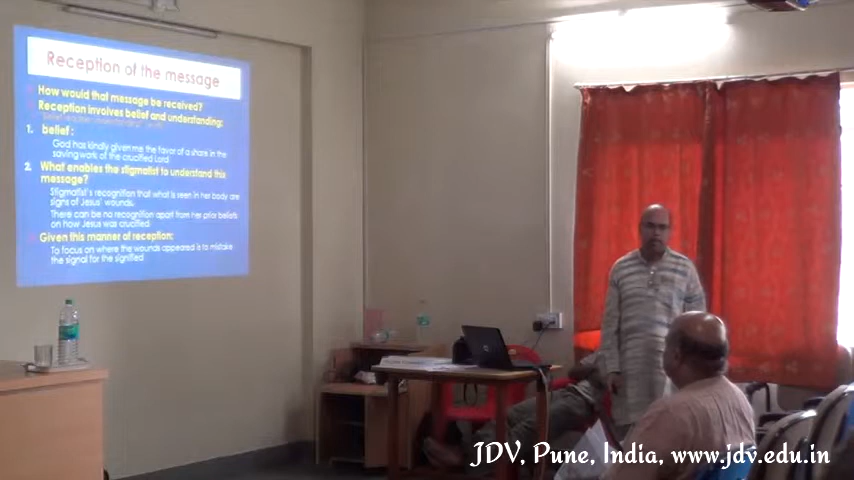 Reception of the message
How would that message be received?
Reception involves belief and understanding:
1. belief:
God has kindly given me the favor of a share in the
saving work of the crucified Lord
2. What enables the stigmatist to understand this
message?
Stigmatist's recognition that what is seen in her body are
signs of Jesus' wounds.
There can be no recognition apart from her prior beliefs
on how Jesus was crucified.
Given this manner of reception:
To focus on where the wounds appeared is to mistake
the signal for the signified
JDV, Pune, India, www.jdv.edu.in